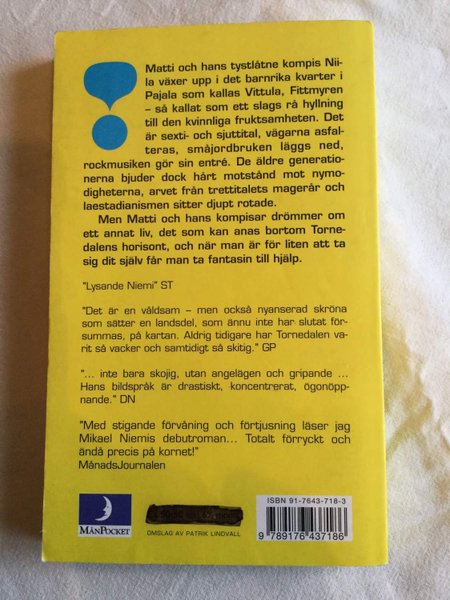 Matti och hans tystlåtne kompis Nii-
la växer upp i det barnrika kvarter i
Pajala som kallas Vittula, Fittmyren
– så kallat som ett slags rå hyllning
till den kvinnliga fruktsamheten. Det
är sexti- och sjuttital, vägarna asfal-
teras, småjordbruken läggs ned,
rockmusiken gör sin entré. De äldre generatio-
nerna bjuder dock hårt motstånd mot nymo-
digheterna, arvet från trettitalets magerår och
laestadianismen sitter djupt rotade.
Men Matti och hans kompisar drömmer om
ett annat liv, det som kan anas bortom Torne-
dalens horisont, och när man är för liten att ta
sig dit själv får man ta fantasin till hjälp.
"Lysande Niemi" ST
"Det är en våldsam – men också nyanserad skröna
som sätter en landsdel, som ännu inte har slutat för-
summas, på kartan. Aldrig tidigare har Tornedalen va-
rit så vacker och samtidigt så skitig." GP
"... inte bara skojig, utan angelägen och gripande ...
Hans bildspråk är drastiskt, koncentrerat, ögonöpp-
nande." DN
"Med stigande förvåning och förtjusning läser jag
Mikael Niemis debutroman... Totalt förryckt och
ändå precis på kornet!"
MånadsJournalen
MÅNPOCKET
OMSLAG AV PATRIK LINDVALL
ISBN 91-7643-718-3
9 789176 437186